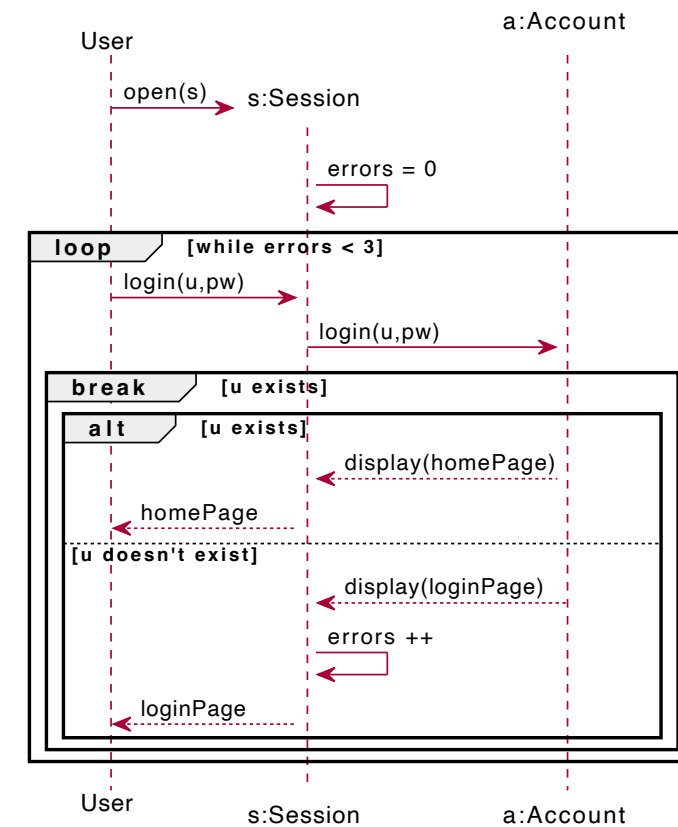 a:Account
User
open(s)
s:Session
errors = 0
loop [while errors < 3]
login(u,pw)
login(u,pw)
break [u exists]
alt [u exists]
display(homePage)
homePage
[u doesn't exist]
display(loginPage)
errors ++
loginPage
User
s:Session
a:Account